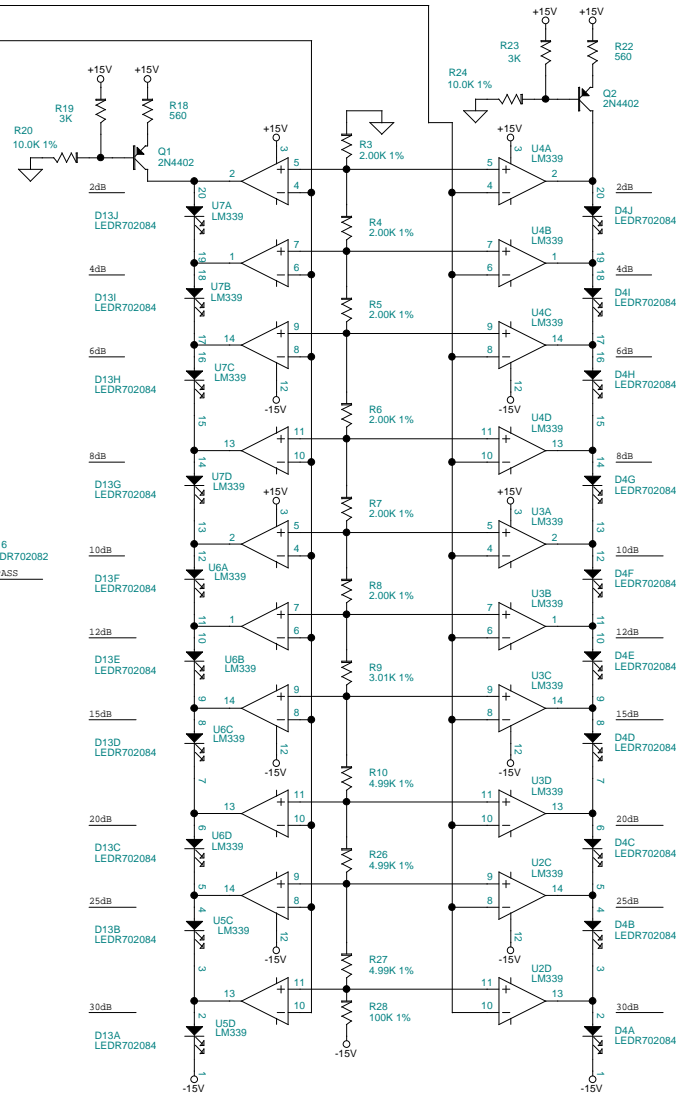 +15V
+15V
R23
3K
R22
560
R24
10.0K 1%
Q2
2N4402
+15V
+15V
R19
3K
R18
560
R20
10.0K 1%
Q1
2N4402
+15V
3
R3
2.00K 1%
+15V
3
U4A
LM339
2
5
4
5
4
2
2dB
20
U7A
LM339
D13J
LEDR702084
20
2dB
D4J
LEDR702084
R4
2.00K 1%
U4B
LM339
19
1
7
6
7
6
1
19
4dB
18
U7B
LM339
D13I
LEDR702084
18
4dB
D4I
LEDR702084
R5
2.00K 1%
U4C
LM339
17
14
9
8
9
8
14
17
6dB
16
U7C
LM339
D13H
LEDR702084
12
-15V
12
-15V
16
6dB
D4H
LEDR702084
15
R6
2.00K 1%
U4D
LM339
15
13
11
10
11
10
13
8dB
14
U7D
LM339
D13G
LEDR702084
14
8dB
D4G
LEDR702084
13
+15V
3
R7
2.00K 1%
+15V
3
U3A
LM339
13
2
5
4
5
4
2
6
DR702082
ASS
10dB
12
U6A
LM339
D13F
LEDR702084
12
10dB
D4F
LEDR702084
R8
2.00K 1%
U3B
LM339
11
1
7
6
7
6
1
11
12dB
10
U6B
LM339
D13E
LEDR702084
10
12dB
D4E
LEDR702084
R9
3.01K 1%
U3C
LM339
9
14
9
8
9
8
14
9
15dB
8
U6C
LM339
D13D
LEDR702084
12
-15V
12
-15V
8
15dB
D4D
LEDR702084
7
R10
4.99K 1%
U3D
LM339
7
13
11
10
11
10
13
20dB
6
U6D
LM339
D13C
LEDR702084
6
20dB
D4C
LEDR702084
R26
4.99K 1%
U2C
LM339
5
14
9
8
9
8
14
5
25dB
4
U5C
LM339
D13B
LEDR702084
12
-15V
12
-15V
4
25dB
D4B
LEDR702084
3
R27
4.99K 1%
U2D
LM339
3
13
11
10
11
10
13
30dB
2
U5D
LM339
D13A
LEDR702084
R28
100K 1%
-15V
2
30dB
D4A
LEDR702084
1
-15V
1
-15V